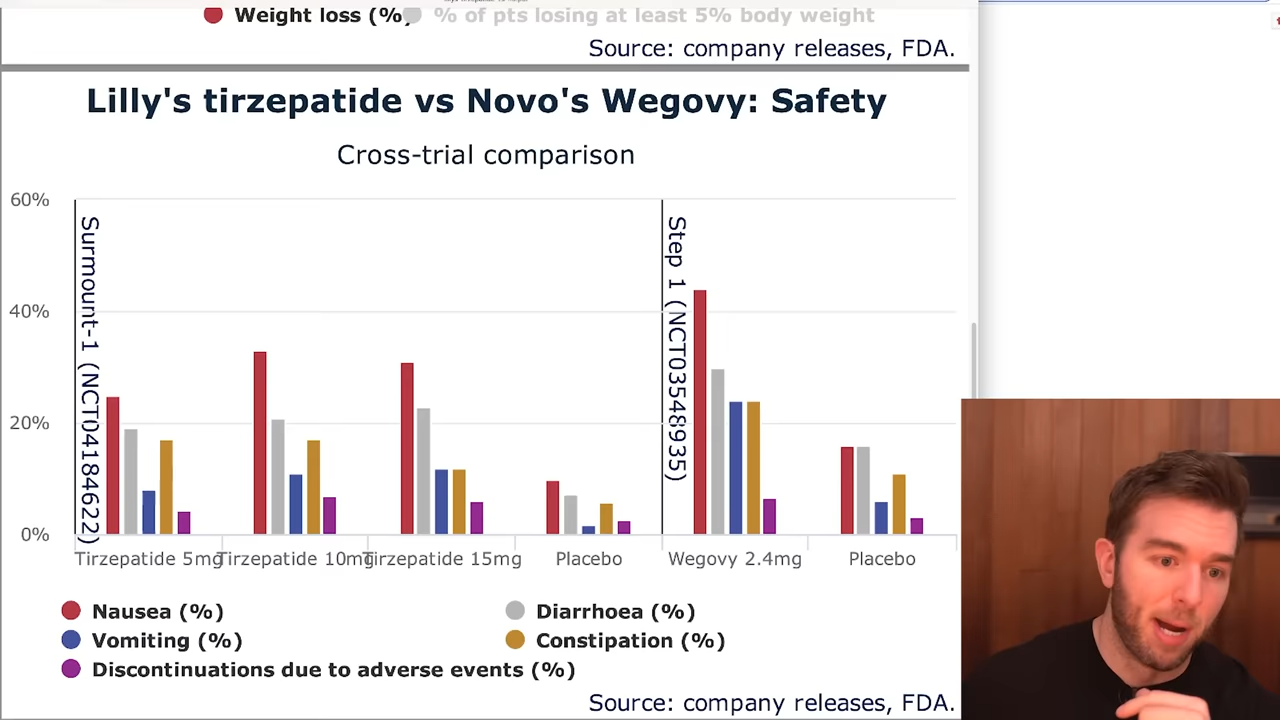 Weight loss (%) % of pts losing at least 5% body weight
Source: company releases, FDA.
Lilly's tirzepatide vs Novo's Wegovy: Safety
Cross-trial comparison
60%
40%
20%
0%
Surmount-1 (NCT04184622)
Step 1 (NCT03548935)
Tirzepatide 5mg Tirzepatide 10mg Tirzepatide 15mg Placebo Wegovy 2.4mg Placebo
Nausea (%) Diarrhoea (%)
Vomiting (%) Constipation (%)
Discontinuations due to adverse events (%)
Source: company releases, FDA.